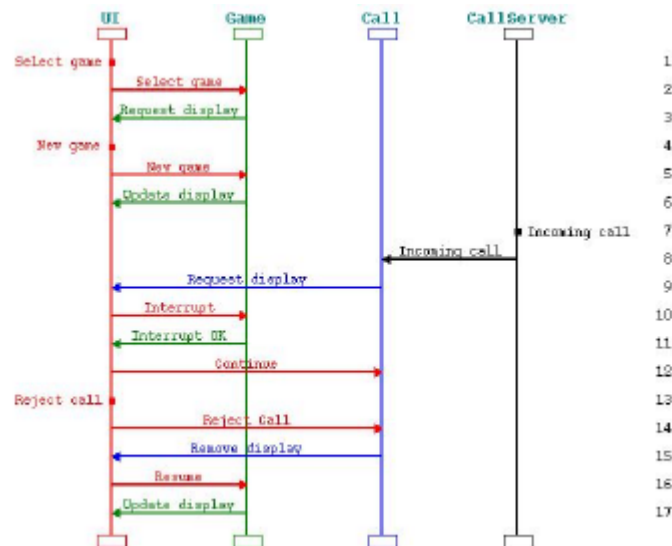 UI Game Call CallServer
Select game 1
Select game 2
Request display 3
New game 4
New game 5
Update display 6
Incoming call 7
Incoming call 8
Request display 9
Interrupt 10
Interrupt OK 11
Continue 12
Reject call 13
Reject Call 14
Remove display 15
Resume 16
Update display 17